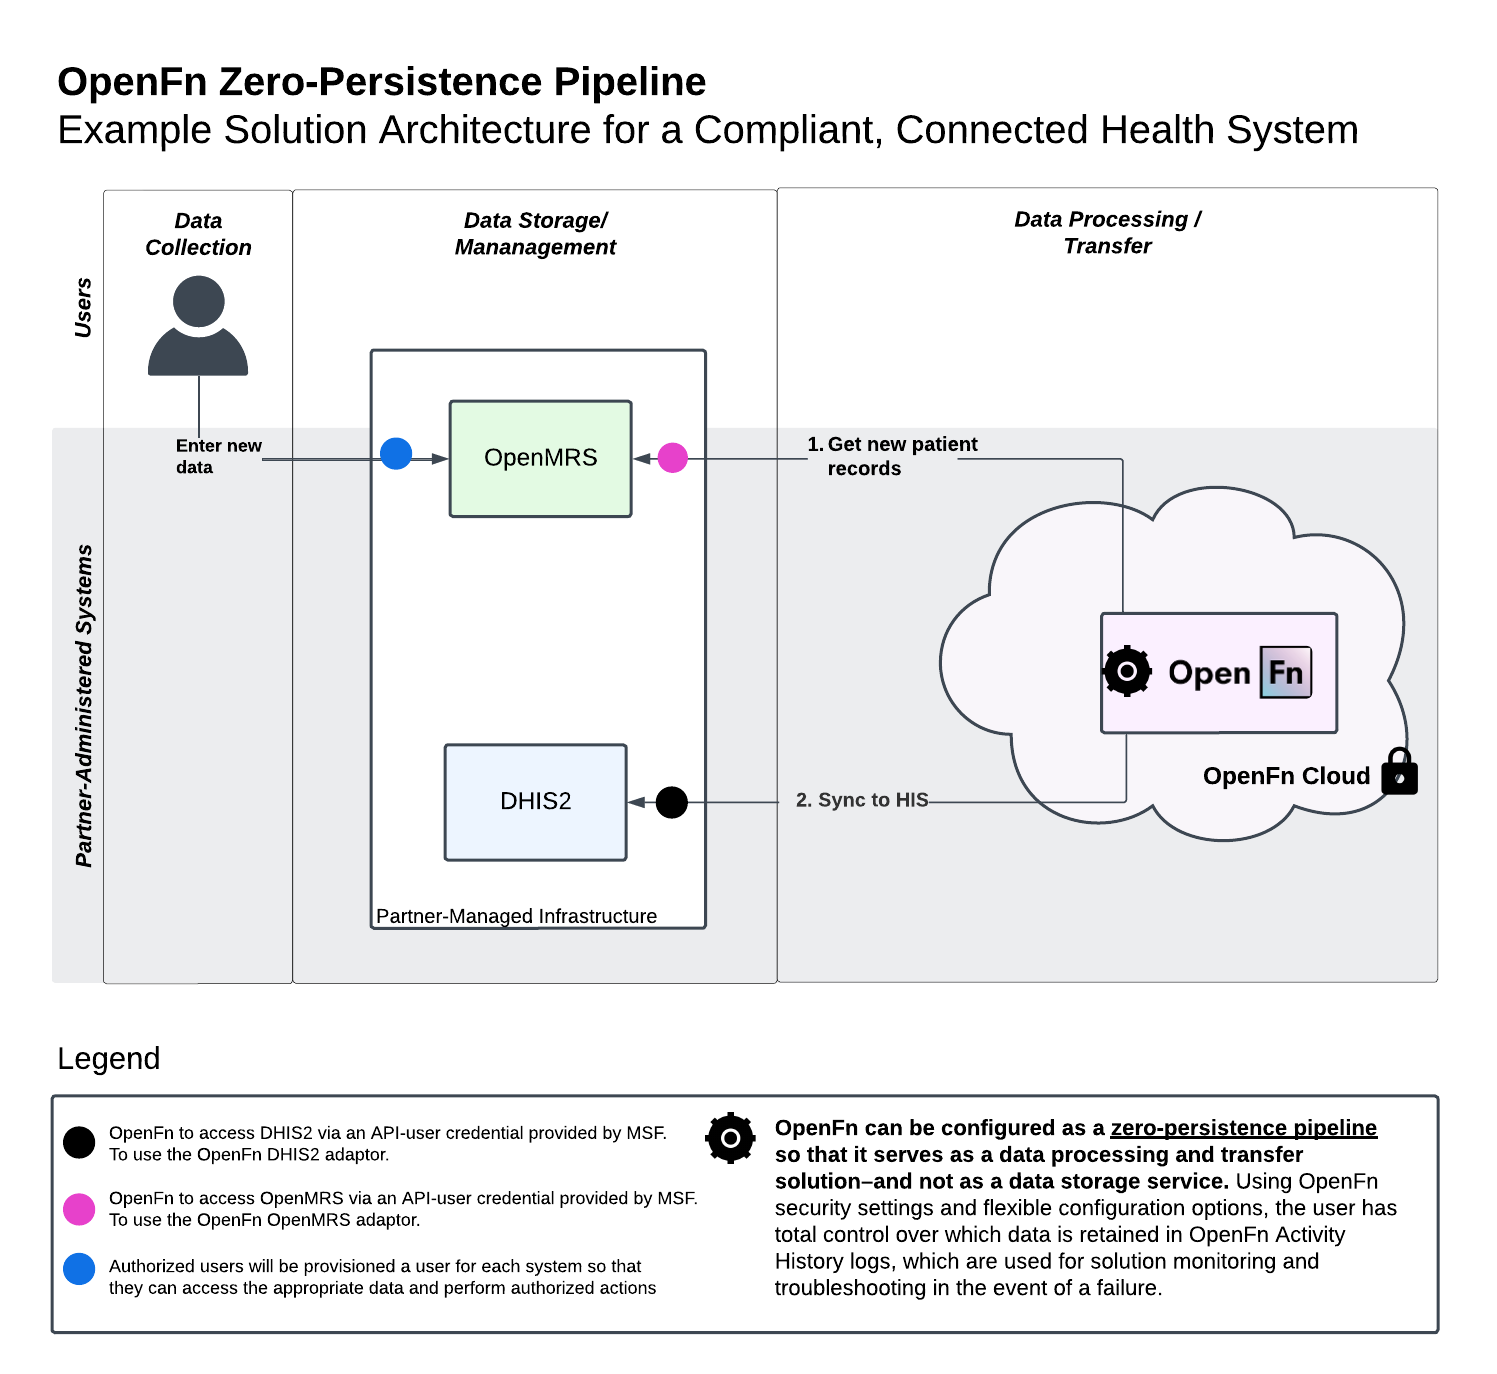 OpenFn Zero-Persistence Pipeline
Example Solution Architecture for a Compliant, Connected Health System
Data
Collection
Data Storage/
Mananagement
Data Processing /
Transfer
Users
Partner-Administered Systems
Enter new
data
OpenMRS
1. Get new patient
records
Open Fn
OpenFn Cloud
DHIS2
2. Sync to HIS
Partner-Managed Infrastructure
Legend
OpenFn to access DHIS2 via an API-user credential provided by MSF.
To use the OpenFn DHIS2 adaptor.
OpenFn to access OpenMRS via an API-user credential provided by MSF.
To use the OpenFn OpenMRS adaptor.
Authorized users will be provisioned a user for each system so that
they can access the appropriate data and perform authorized actions
OpenFn can be configured as a zero-persistence pipeline
so that it serves as a data processing and transfer
solution–and not as a data storage service. Using OpenFn
security settings and flexible configuration options, the user has
total control over which data is retained in OpenFn Activity
History logs, which are used for solution monitoring and
troubleshooting in the event of a failure.